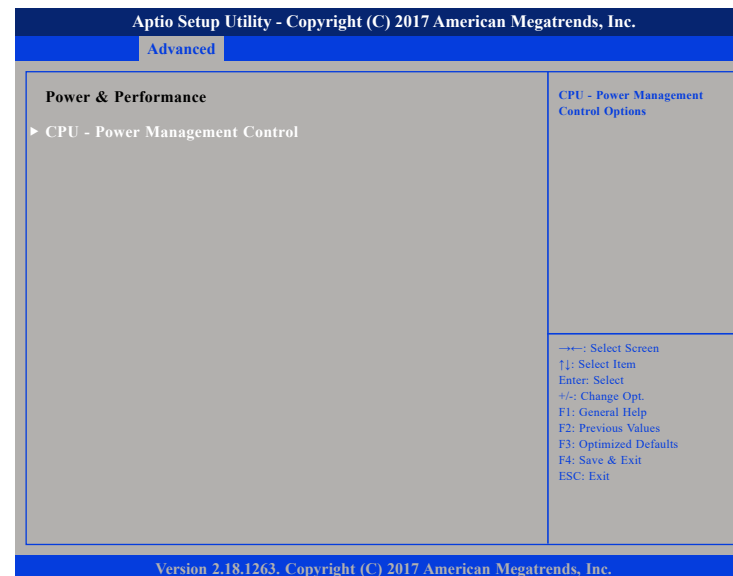 Aptio Setup Utility - Copyright (C) 2017 American Megatrends, Inc.
Advanced
Power & Performance
CPU - Power Management Control
CPU - Power Management
Control Options
→←: Select Screen
↑↓: Select Item
Enter: Select
+/-: Change Opt.
F1: General Help
F2: Previous Values
F3: Optimized Defaults
F4: Save & Exit
ESC: Exit
Version 2.18.1263. Copyright (C) 2017 American Megatrends, Inc.